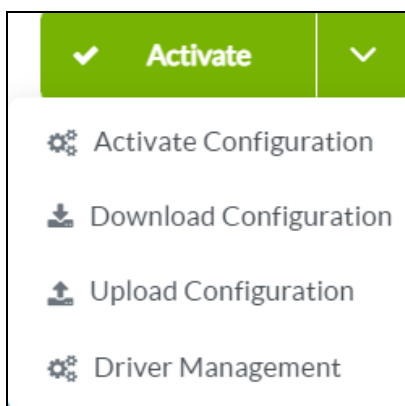 Activate
Activate Configuration
Download Configuration
Upload Configuration
Driver Management